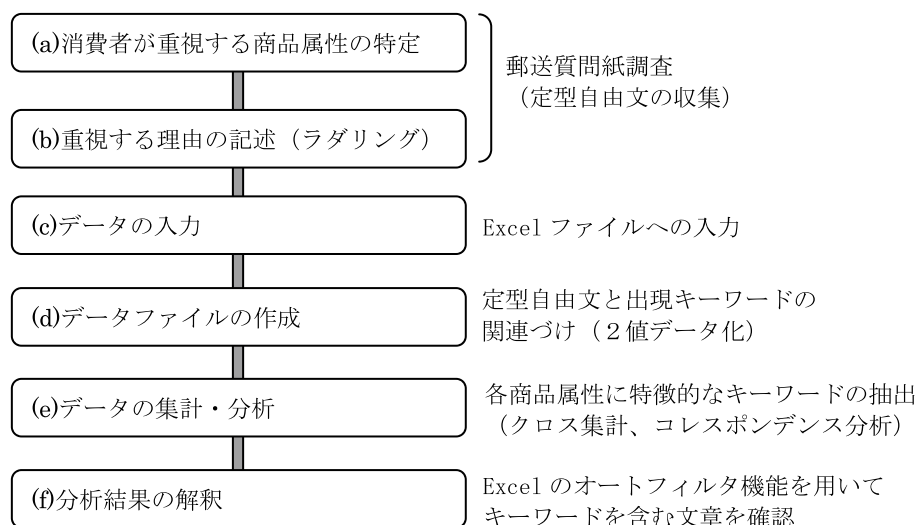 (a)消費者が重視する商品属性の特定
郵送質問紙調査
（定型自由文の収集）
(b)重視する理由の記述（ラダリング）
(c)データの入力
Excel ファイルへの入力
(d)データファイルの作成
定型自由文と出現キーワードの
関連づけ（２値データ化）
(e)データの集計・分析
各商品属性に特徴的なキーワードの抽出
（クロス集計、コレスポンデンス分析）
(f)分析結果の解釈
Excel のオートフィルタ機能を用いて
キーワードを含む文章を確認